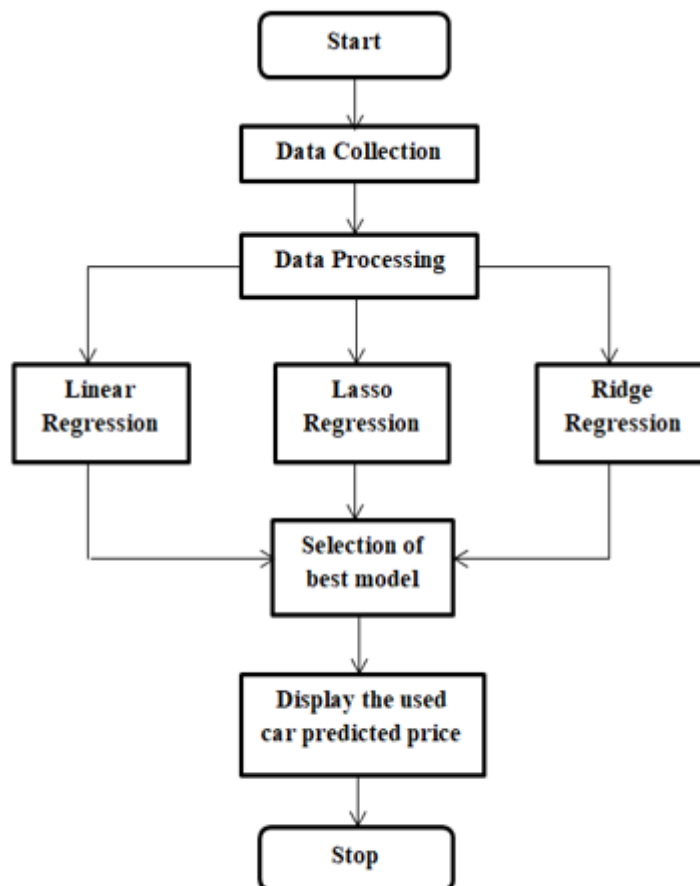 Start
Data Collection
Data Processing
Linear
Regression
Lasso
Regression
Ridge
Regression
Selection of
best model
Display the used
car predicted price
Stop